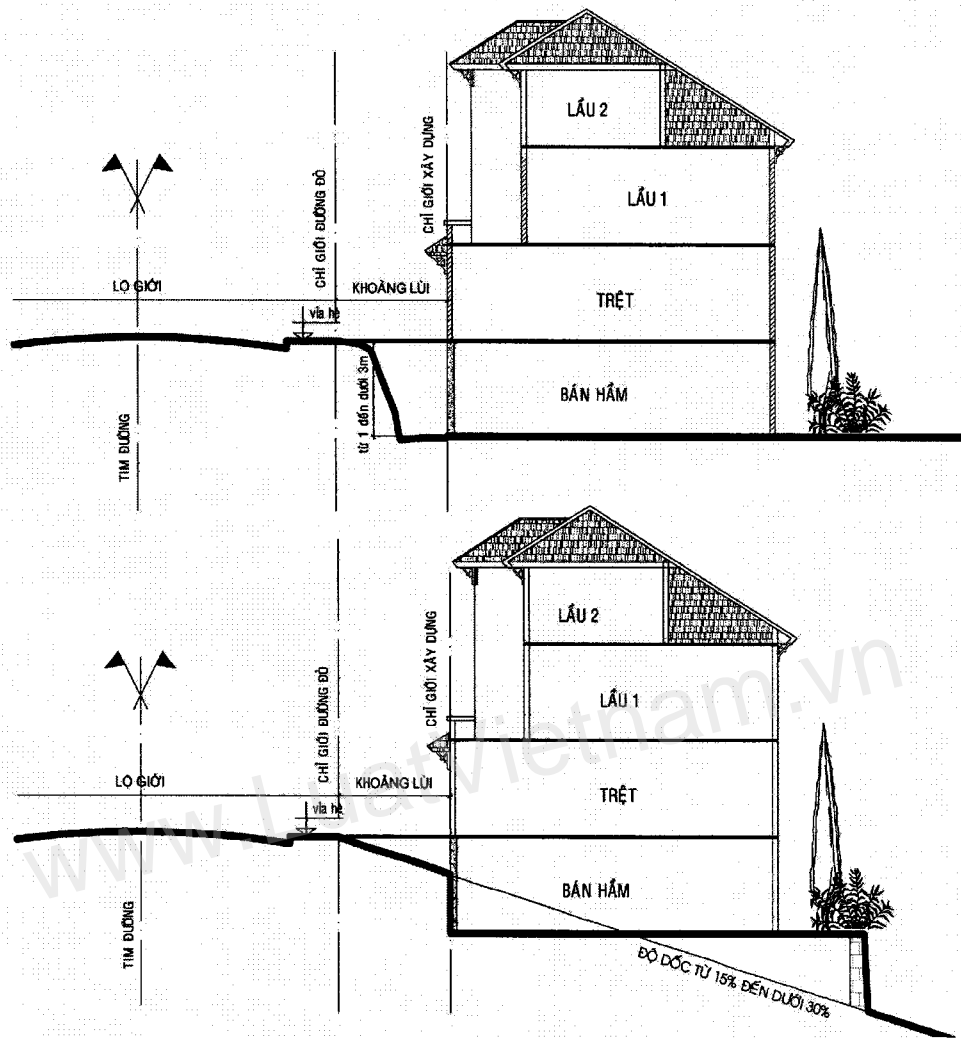 LẦU 2
LẦU 1
CHỈ GIỚI XÂY DỰNG
CHỈ GIỚI ĐƯỜNG ĐỎ
LỘ GIỚI
KHOẢNG LÙI
TRỆT
vỉa hè
từ 1 đến dưới 3m
BÁN HẦM
TIM ĐƯỜNG
LẦU 2
LẦU 1
CHỈ GIỚI XÂY DỰNG
CHỈ GIỚI ĐƯỜNG ĐỎ
LỘ GIỚI
KHOẢNG LÙI
TRỆT
vỉa hè
BÁN HẦM
TIM ĐƯỜNG
ĐỘ DỐC TỪ 15% ĐẾN DƯỚI 30%
www.LuatVietnam.vn